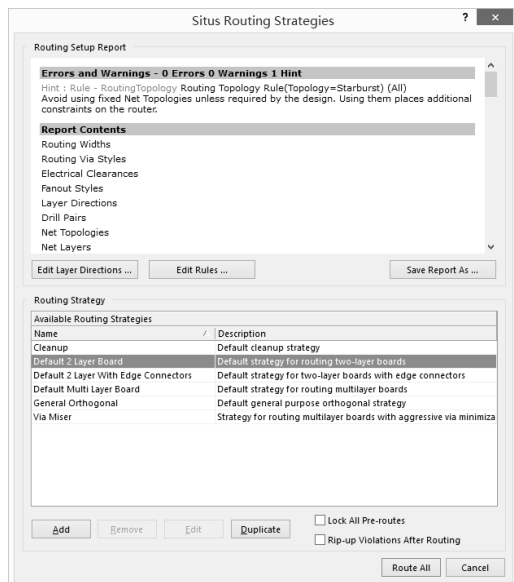 Situs Routing Strategies
? ×
Routing Setup Report
Errors and Warnings - 0 Errors 0 Warnings 1 Hint
Hint : Rule - RoutingTopology Routing Topology Rule(Topology=Starburst) (All)
Avoid using fixed Net Topologies unless required by the design. Using them places additional
constraints on the router.
Report Contents
Routing Widths
Routing Via Styles
Electrical Clearances
Fanout Styles
Layer Directions
Drill Pairs
Net Topologies
Net Layers
Edit Layer Directions ... Edit Rules ... Save Report As ...
Routing Strategy
Available Routing Strategies
Name / Description
Cleanup Default cleanup strategy
Default 2 Layer Board Default strategy for routing two-layer boards
Default 2 Layer With Edge Connectors Default strategy for two-layer boards with edge connectors
Default Multi Layer Board Default strategy for routing multilayer boards
General Orthogonal Default general purpose orthogonal strategy
Via Miser Strategy for routing multilayer boards with aggressive via minimiza
Add Remove Edit Duplicate
Lock All Pre-routes
Rip-up Violations After Routing
Route All Cancel